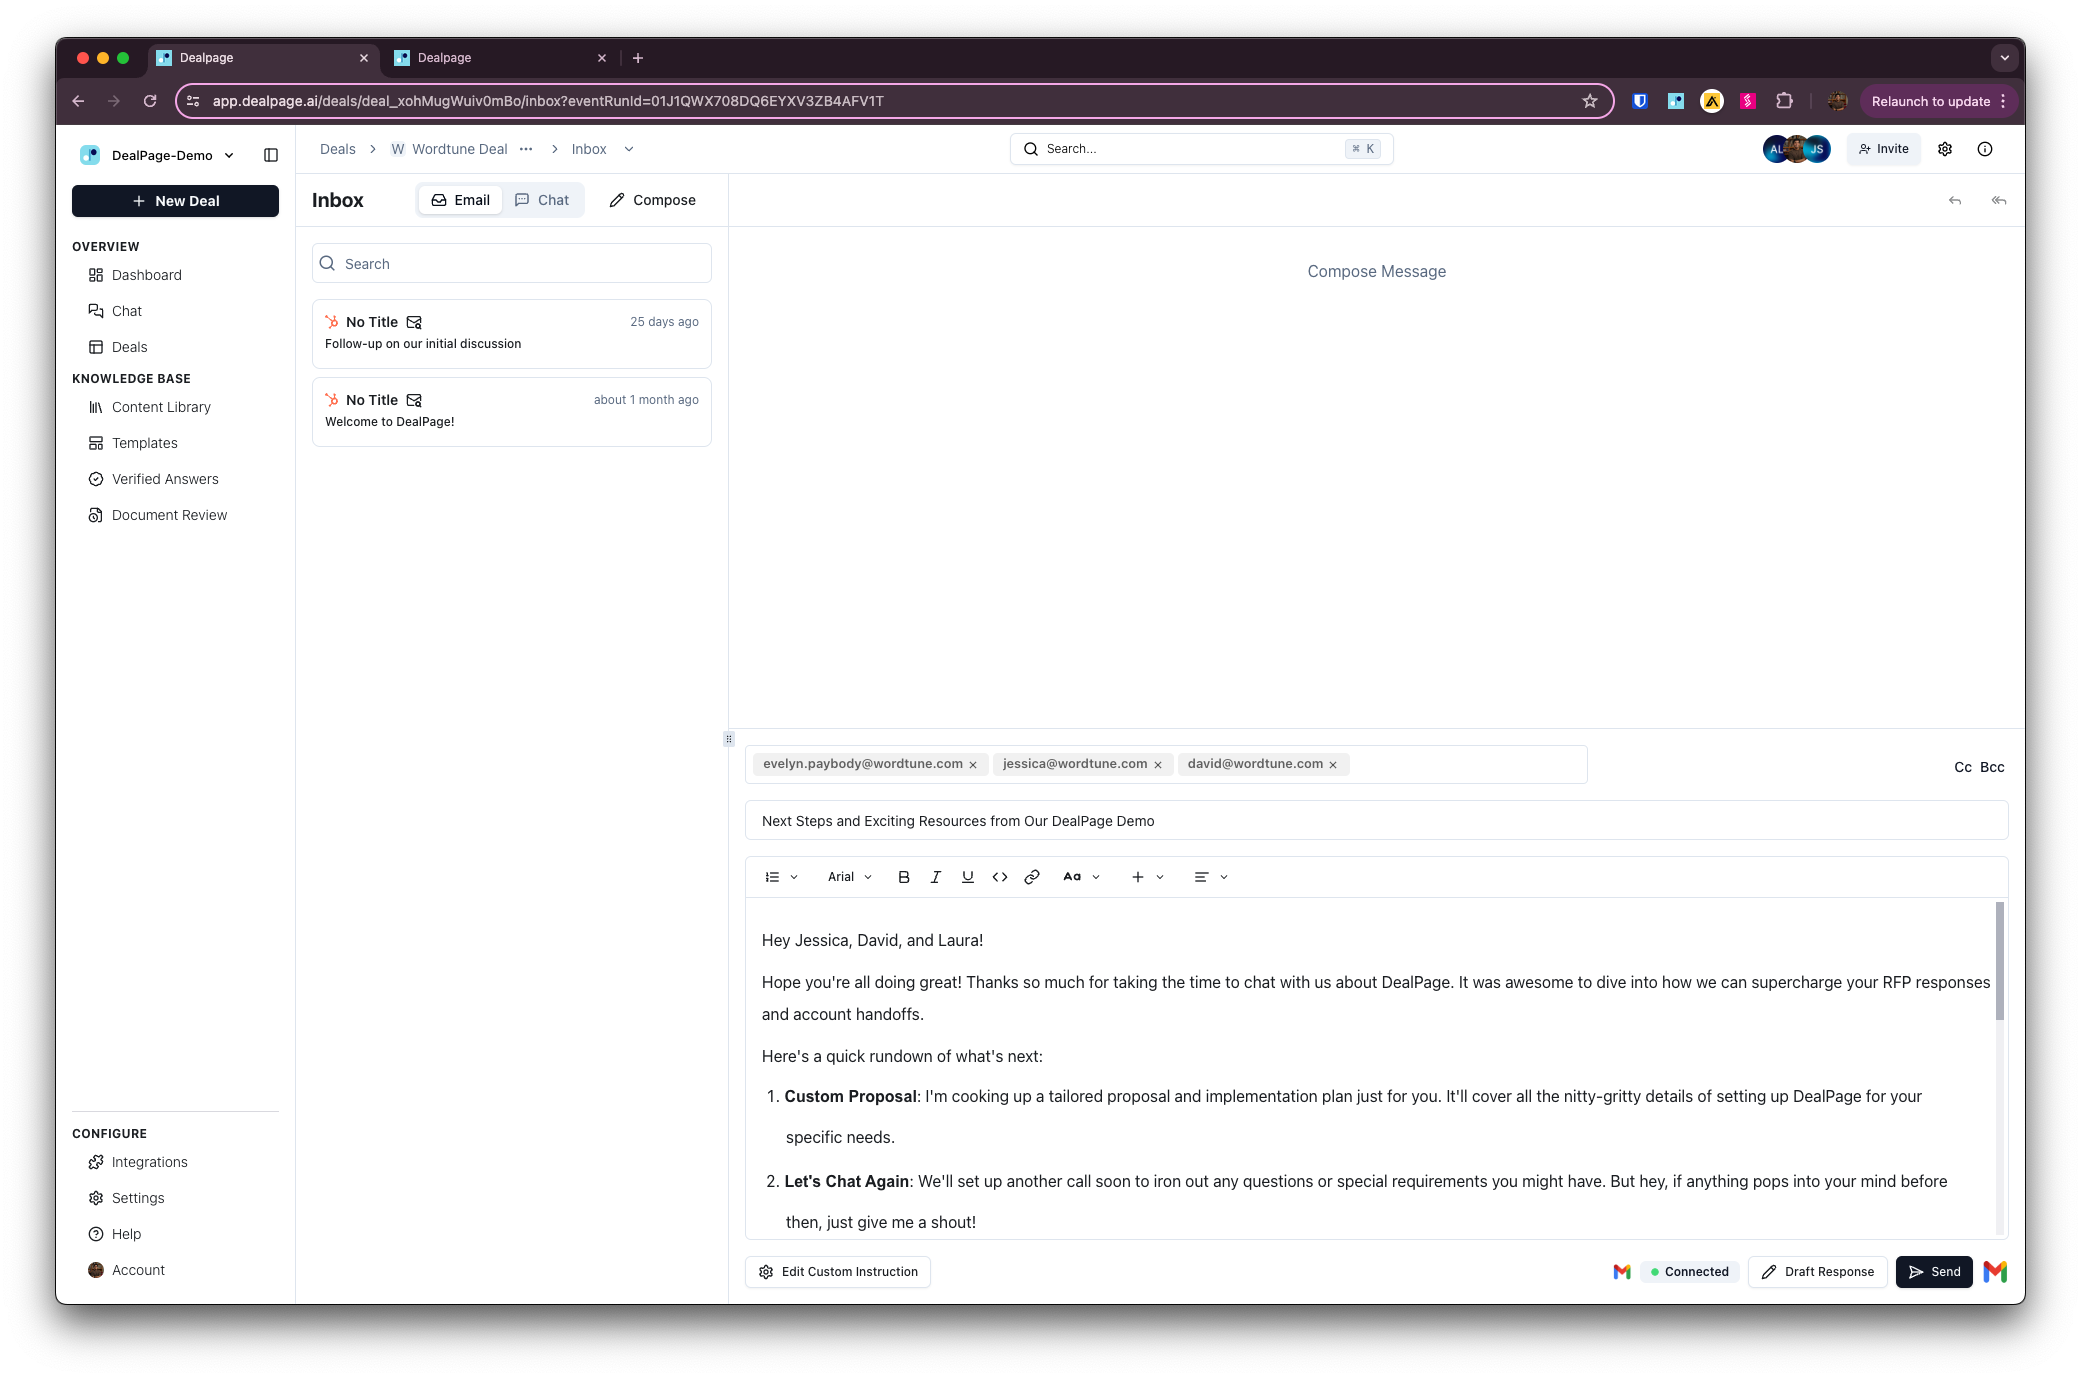 Dealpage
Dealpage
app.dealpage.ai/deals/deal_xohMugWuiv0mBo/inbox?eventRunId=01J1QWX708DQ6EYXV3ZB4AFV1T
Relaunch to update
DealPage-Demo
New Deal
OVERVIEW
Dashboard
Chat
Deals
KNOWLEDGE BASE
Content Library
Templates
Verified Answers
Document Review
CONFIGURE
Integrations
Settings
Help
Account
Deals
W Wordtune Deal
Inbox
Search...
⌘ K
AL
JS
Invite
Inbox
Email
Chat
Compose
Search
No Title
25 days ago
Follow-up on our initial discussion
No Title
about 1 month ago
Welcome to DealPage!
Compose Message
evelyn.paybody@wordtune.com
jessica@wordtune.com
david@wordtune.com
Cc Bcc
Next Steps and Exciting Resources from Our DealPage Demo
Arial
B I U
Aa
Hey Jessica, David, and Laura!
Hope you're all doing great! Thanks so much for taking the time to chat with us about DealPage. It was awesome to dive into how we can supercharge your RFP responses
and account handoffs.
Here's a quick rundown of what's next:
1. Custom Proposal: I'm cooking up a tailored proposal and implementation plan just for you. It'll cover all the nitty-gritty details of setting up DealPage for your
specific needs.
2. Let's Chat Again: We'll set up another call soon to iron out any questions or special requirements you might have. But hey, if anything pops into your mind before
then, just give me a shout!
Edit Custom Instruction
Connected
Draft Response
Send